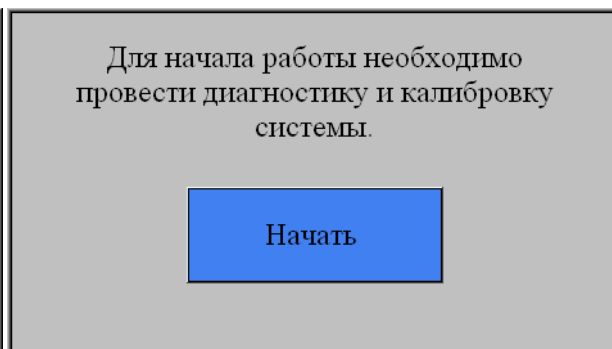 Для начала работы необходимо
провести диагностику и калибровку
системы.
Начать